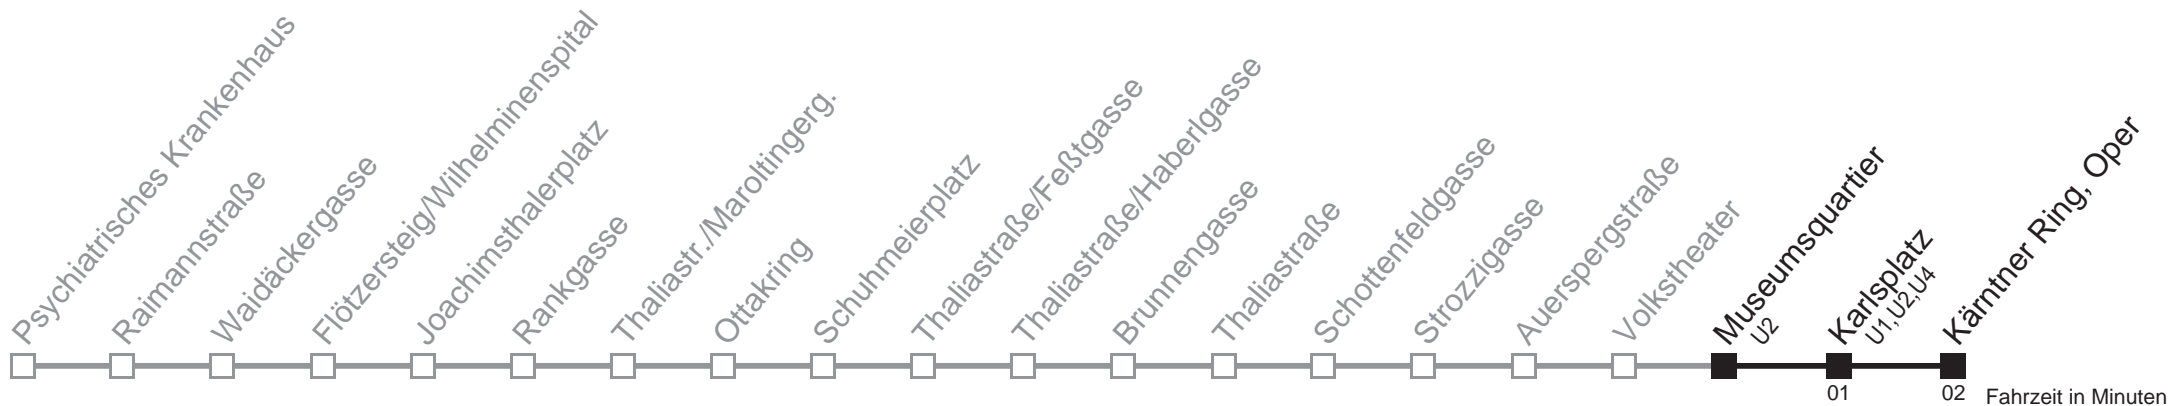 Psychiatrisches Krankenhaus
Raimannstraße
Waidäckergasse
Flötzersteig/Wilhelminenspital
Joachimsthalerplatz
Rankgasse
Thaliastr./Maroltingerg.
Ottakring
Schuhmeierplatz
Thaliastraße/Feßtgasse
Thaliastraße/Haberlgasse
Brunnengasse
Thaliastraße
Schottenfeldgasse
Strozzigasse
Auerspergstraße
Volkstheater
Museumsquartier
U2
Karlsplatz
U1,U2,U4
Kärntner Ring, Oper
01
02
Fahrzeit in Minuten